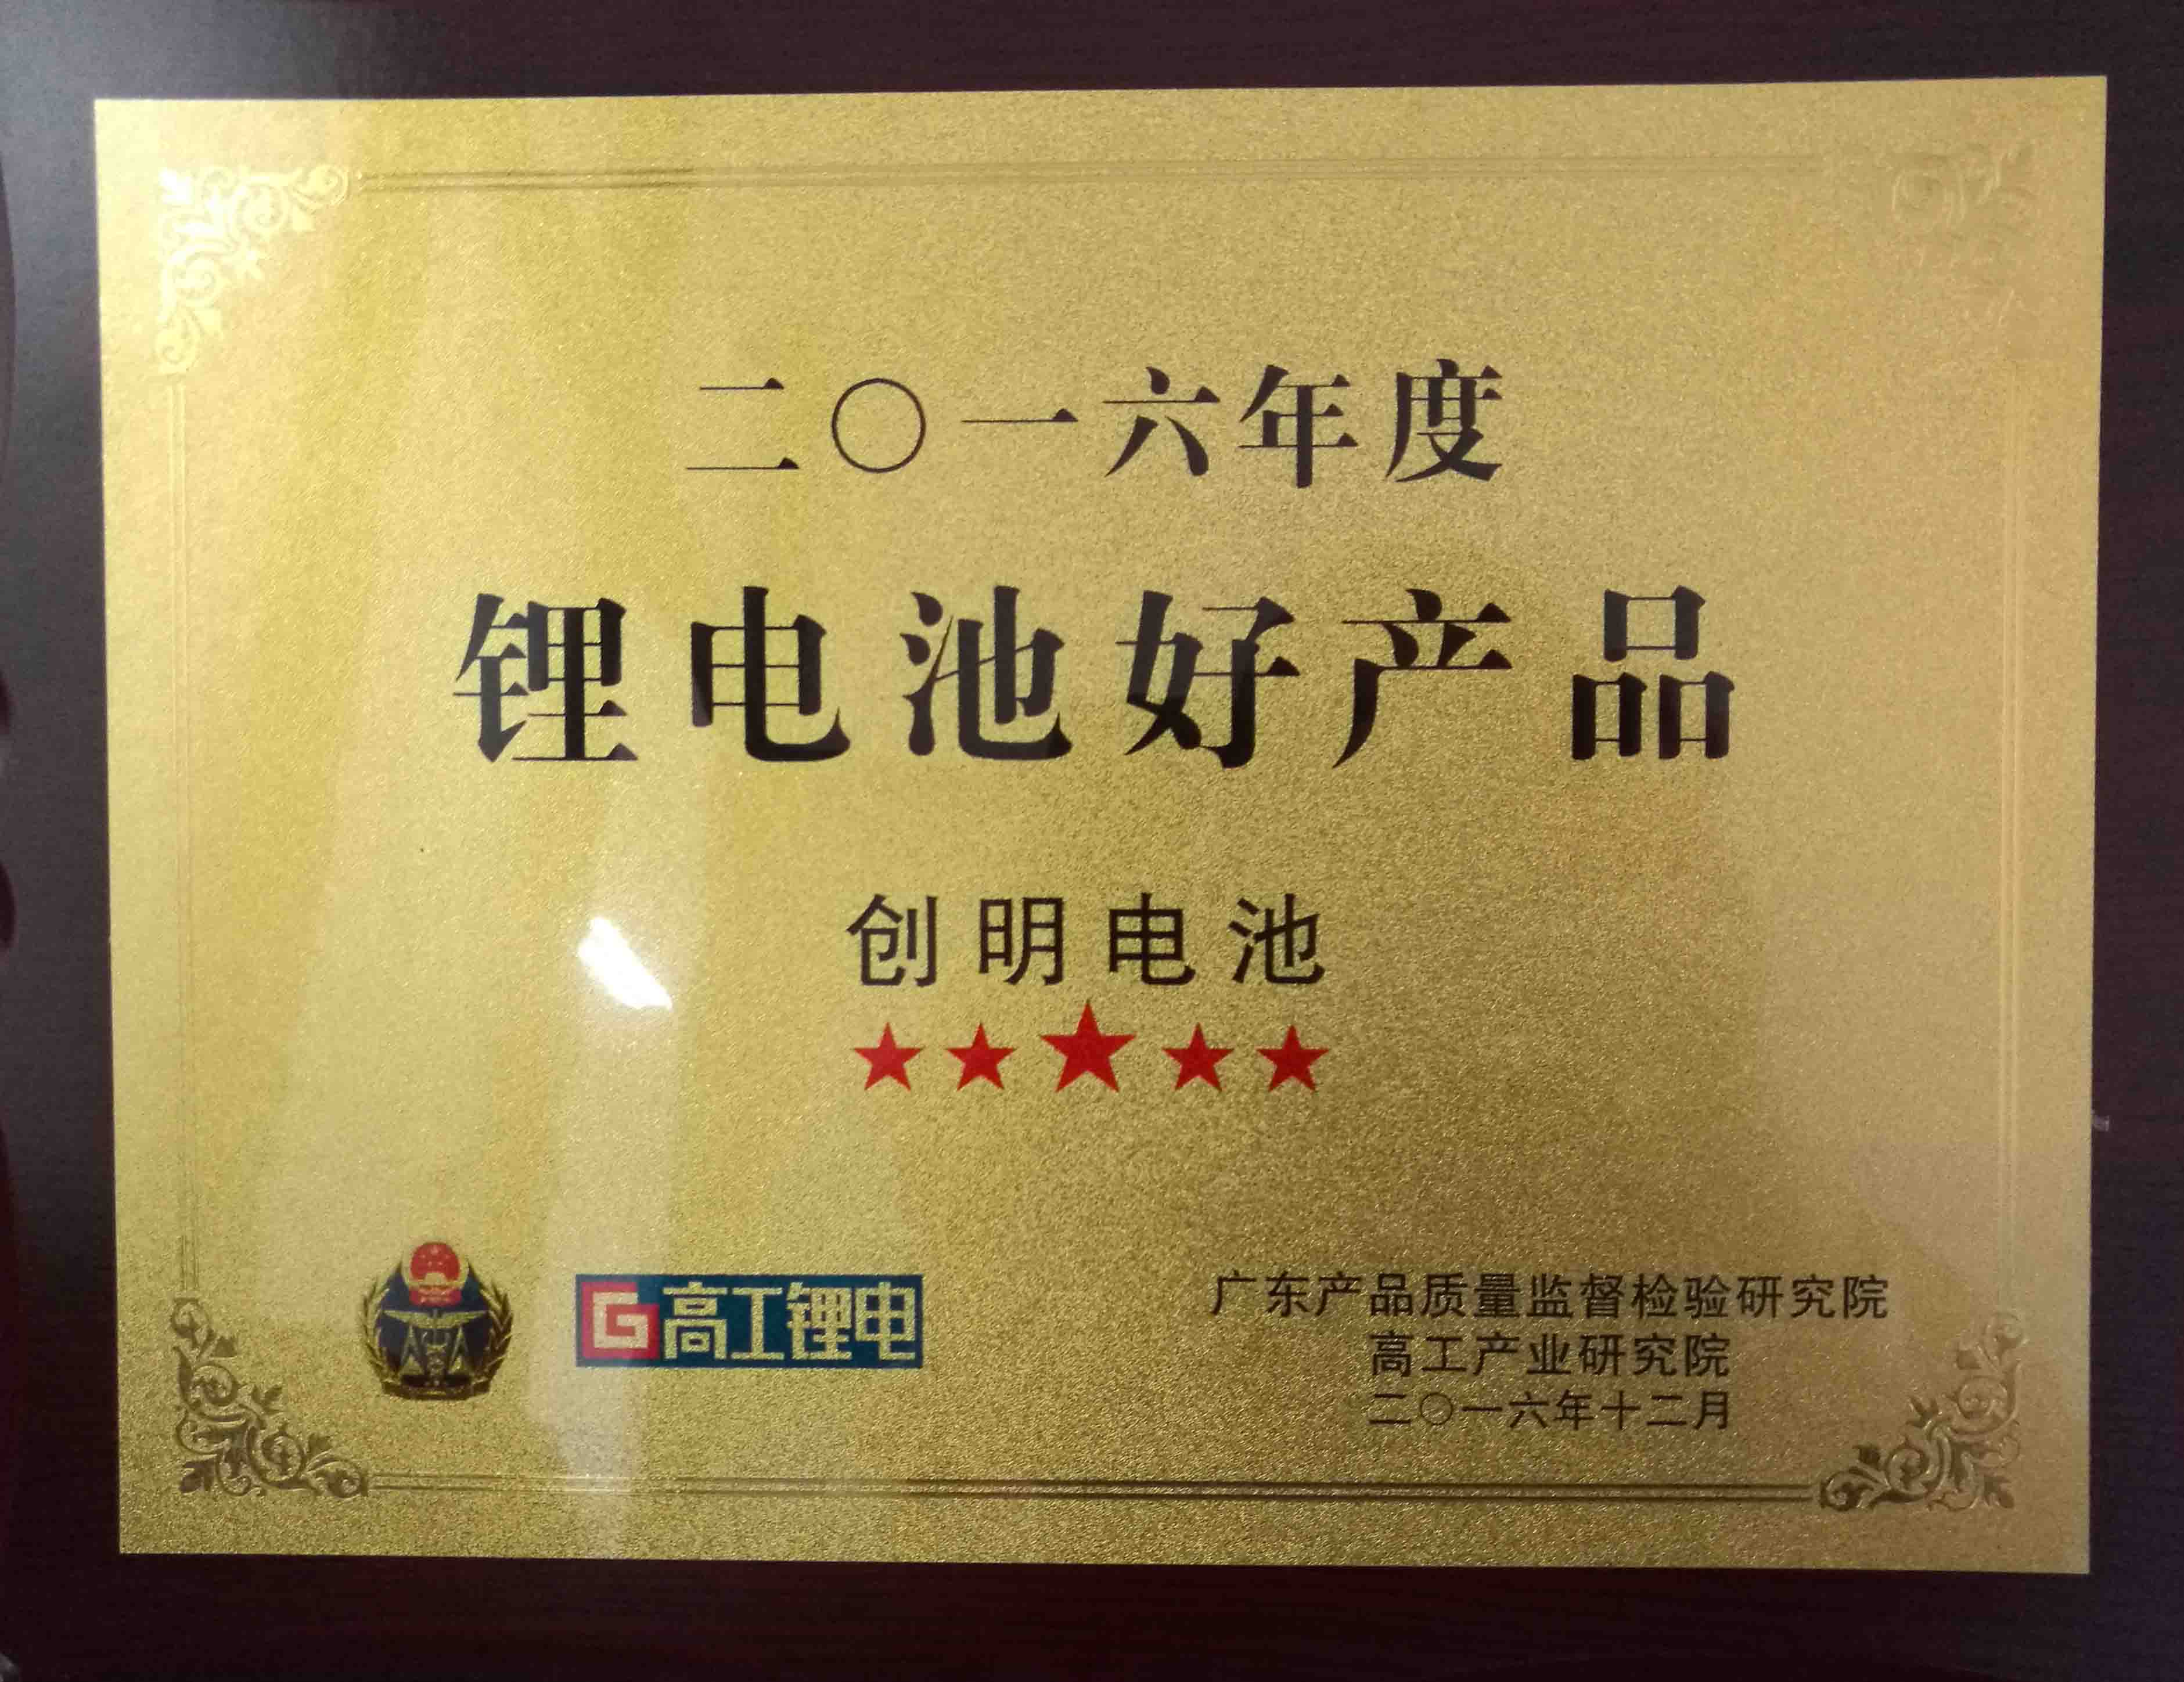 二〇一六年度
锂电池好产品
创明电池
高工锂电
广东产品质量监督检验研究院
高工产业研究院
二〇一六年十二月